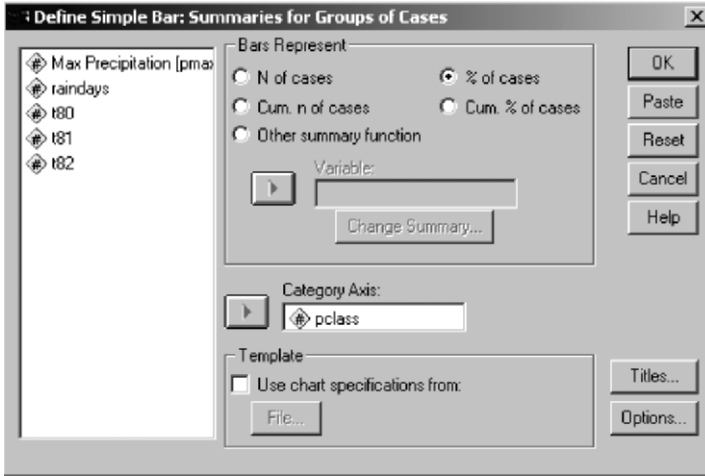 Define Simple Bar: Summaries for Groups of Cases
Max Precipitation [pmax
raindays
t80
t81
t82
Bars Represent
N of cases
% of cases
Cum. n of cases
Cum. % of cases
Other summary function
Variable:
Change Summary...
Category Axis:
pclass
Template
Use chart specifications from:
File...
OK
Paste
Reset
Cancel
Help
Titles...
Options...